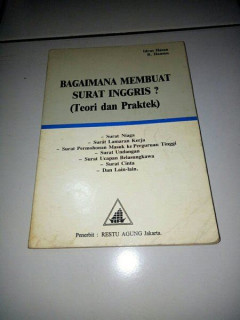 BAGAIMANA MEMBUAT
SURAT INGGRIS ?
(Teori dan Praktek)
- Surat Niaga
- Surat Lamaran Kerja
- Surat Permohonan Masuk ke Perguruan Tinggi
- Surat Undangan
- Surat Ucapan Belasungkawa
- Surat Cinta
- Dan Lain-lain.
Penerbit : RESTU AGUNG Jakarta.